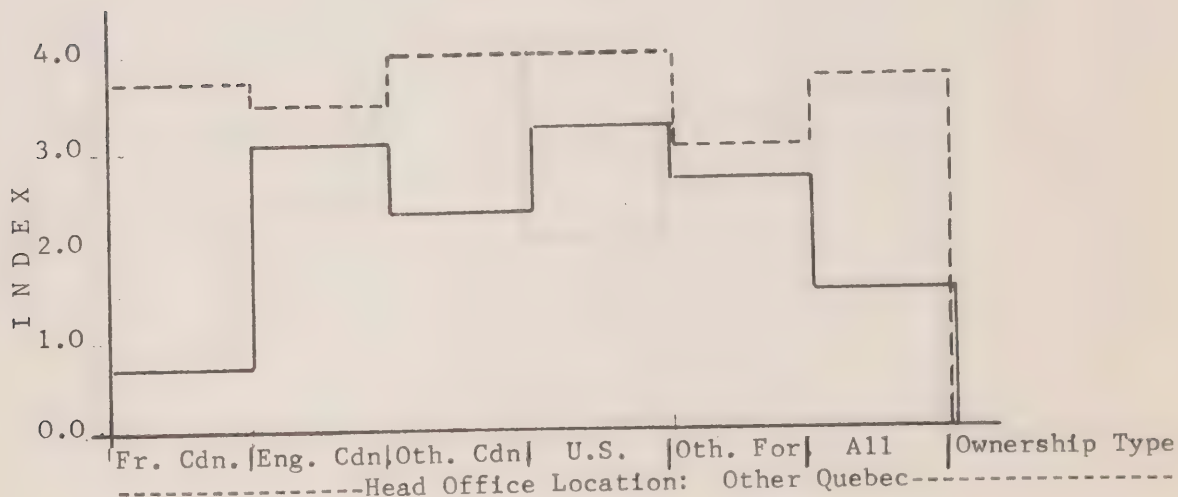 4.0
3.0
2.0
1.0
0.0
INDEX
Fr. Cdn. | Eng. Cdn | Oth. Cdn | U.S. | Oth. For | All | Ownership Type
-----------------Head Office Location: Other Quebec------------------